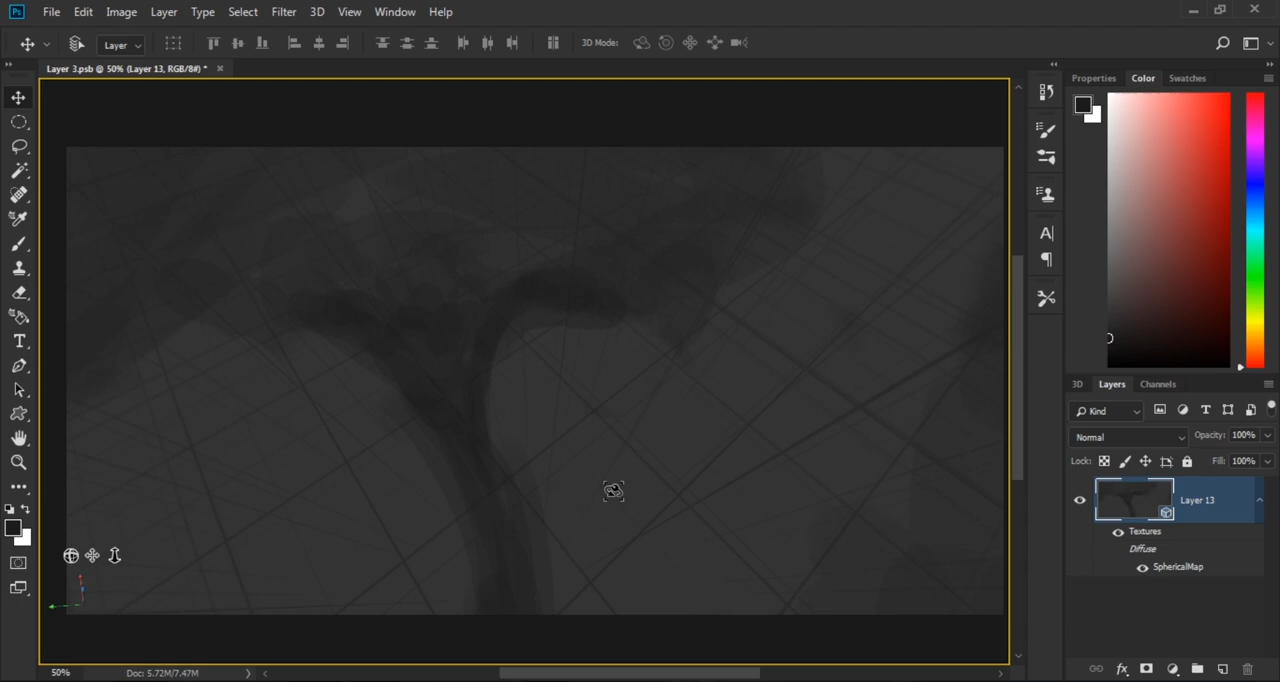 Ps File Edit Image Layer Type Select Filter 3D View Window Help
Layer 3D Mode:
Layer 3.psb @ 50% (Layer 13, RGB/8#) *
Properties Color Swatches
3D Layers Channels
Kind
Normal Opacity: 100%
Lock: Fill: 100%
Layer 13
Textures
Diffuse
SphericalMap
50% Doc: 5.72M/7.47M